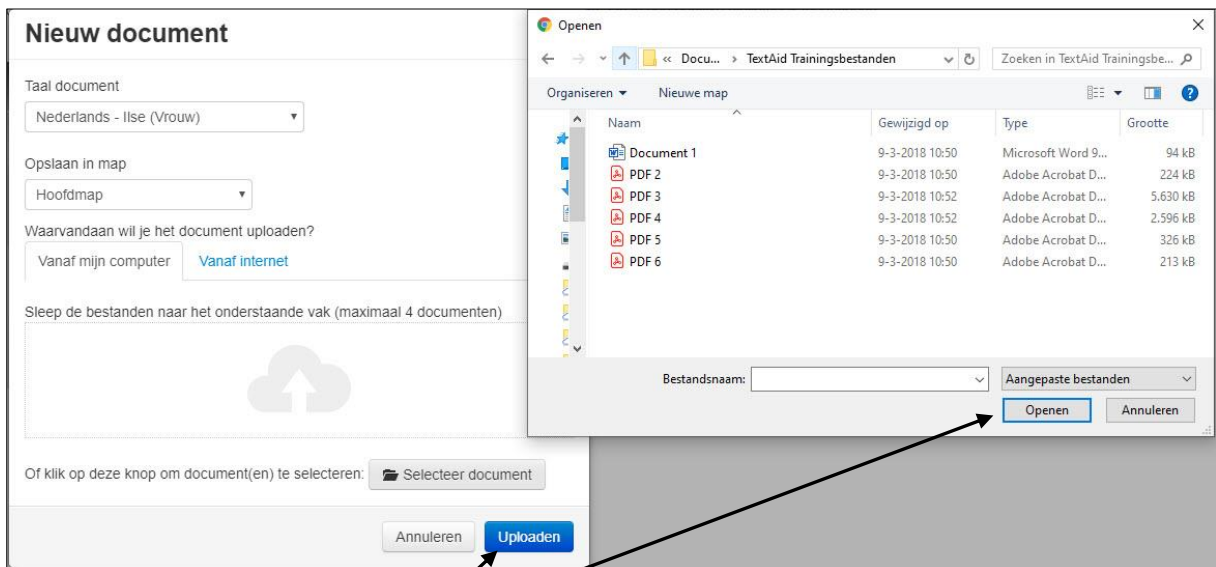 Nieuw document
Taal document
Nederlands - Ilse (Vrouw)
Opslaan in map
Hoofdmap
Waarvandaan wil je het document uploaden?
Vanaf mijn computer Vanaf internet
Sleep de bestanden naar het onderstaande vak (maximaal 4 documenten)
Of klik op deze knop om document(en) te selecteren: Selecteer document
Annuleren Uploaden
Openen
« Docu... > TextAid Trainingsbestanden Zoeken in TextAid Trainingsbe...
Organiseren Nieuwe map
Naam Gewijzigd op Type Grootte
Document 1 9-3-2018 10:50 Microsoft Word 9... 94 kB
PDF 2 9-3-2018 10:50 Adobe Acrobat D... 224 kB
PDF 3 9-3-2018 10:52 Adobe Acrobat D... 5.630 kB
PDF 4 9-3-2018 10:52 Adobe Acrobat D... 2.596 kB
PDF 5 9-3-2018 10:50 Adobe Acrobat D... 326 kB
PDF 6 9-3-2018 10:50 Adobe Acrobat D... 213 kB
Bestandsnaam: Aangepaste bestanden
Openen Annuleren